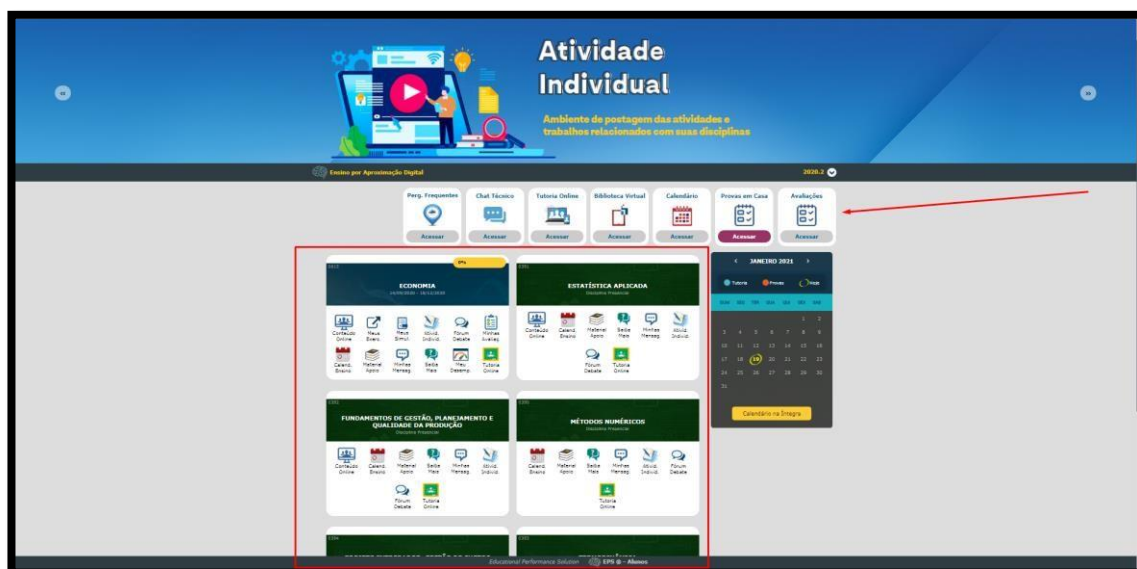 Atividade
Individual
Ambiente de postagem das atividades e
trabalhos relacionados com suas disciplinas
Ensino por Aproximação Digital
2020.2
Perg. Frequentes
Chat Técnico
Tutoria Online
Biblioteca Virtual
Calendário
Provas em Casa
Avaliações
Acessar
Acessar
Acessar
Acessar
Acessar
Acessar
Acessar
ECONOMIA
Conteúdo Online
Meus Exerc.
Meus Simul.
Ativid. Individ.
Fórum Debate
Minhas Avaliaç.
Calend. Ensino
Material Apoio
Minhas Mensag.
Saiba Mais
Meu Desemp.
Tutoria Online
ESTATÍSTICA APLICADA
Disciplina Presencial
Conteúdo Online
Calend. Ensino
Material Apoio
Saiba Mais
Minhas Mensag.
Ativid. Individ.
Fórum Debate
Tutoria Online
FUNDAMENTOS DE GESTÃO, PLANEJAMENTO E
QUALIDADE DA PRODUÇÃO
Disciplina Presencial
Conteúdo Online
Calend. Ensino
Material Apoio
Saiba Mais
Minhas Mensag.
Ativid. Individ.
Fórum Debate
Tutoria Online
MÉTODOS NUMÉRICOS
Disciplina Presencial
Calend. Ensino
Material Apoio
Saiba Mais
Minhas Mensag.
Ativid. Individ.
Fórum Debate
Tutoria Online
JANEIRO 2021
Tutoria
Provas
Hoje
DOM SEG TER QUA QUI SEX SAB
1 2
3 4 5 6 7 8 9
10 11 12 13 14 15 16
17 18 19 20 21 22 23
24 25 26 27 28 29 30
31
Calendário na Íntegra
Educational Performance Solution
EPS @ - Alunos